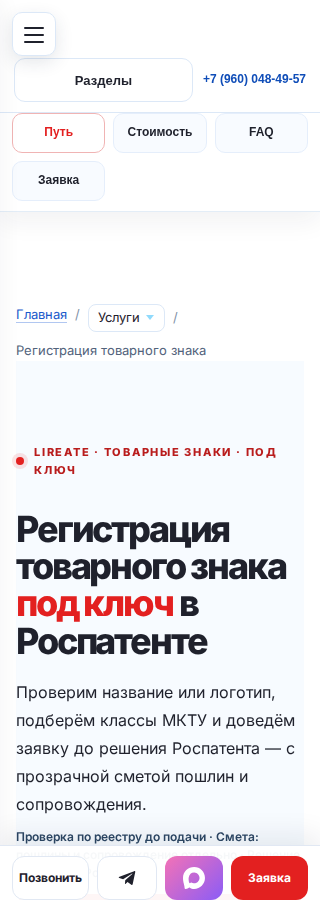 Разделы
+7 (960) 048-49-57
Путь
Стоимость
FAQ
Заявка
Главная / Услуги /
Регистрация товарного знака
LIREATE · ТОВАРНЫЕ ЗНАКИ · ПОД
КЛЮЧ
Регистрация
товарного знака
под ключ в
Роспатенте
Проверим название или логотип,
подберём классы МКТУ и доведём
заявку до решения Роспатента — с
прозрачной сметой пошлин и
сопровождения.
Проверка по реестру до подачи · Смета:
Позвонить
Заявка